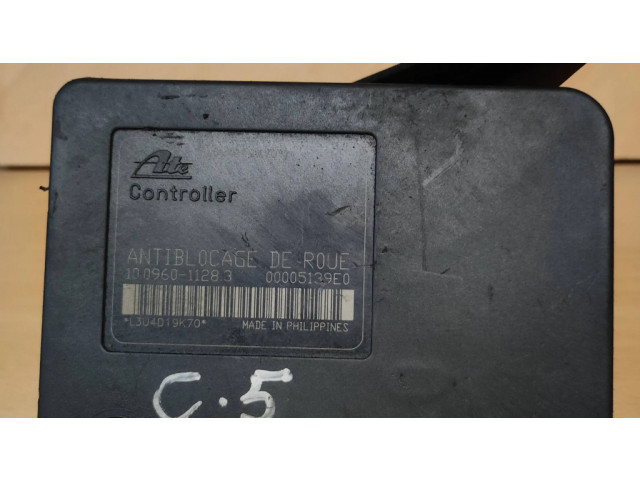 Ate
Controller
ANTIBLOCAGE DE ROUE
10.0960-1128.3 00005139E0
*L3U4D19K70* MADE IN PHILIPPINES
C.5